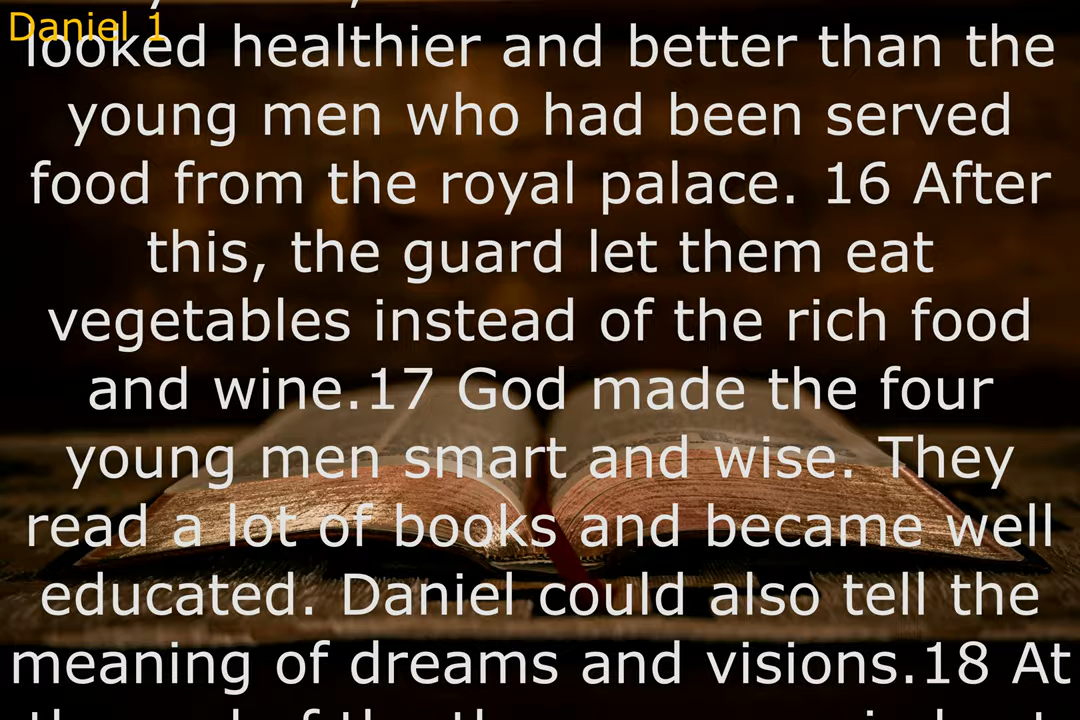 Daniel 1
looked healthier and better than the
young men who had been served
food from the royal palace. 16 After
this, the guard let them eat
vegetables instead of the rich food
and wine.17 God made the four
young men smart and wise. They
read a lot of books and became well
educated. Daniel could also tell the
meaning of dreams and visions.18 At